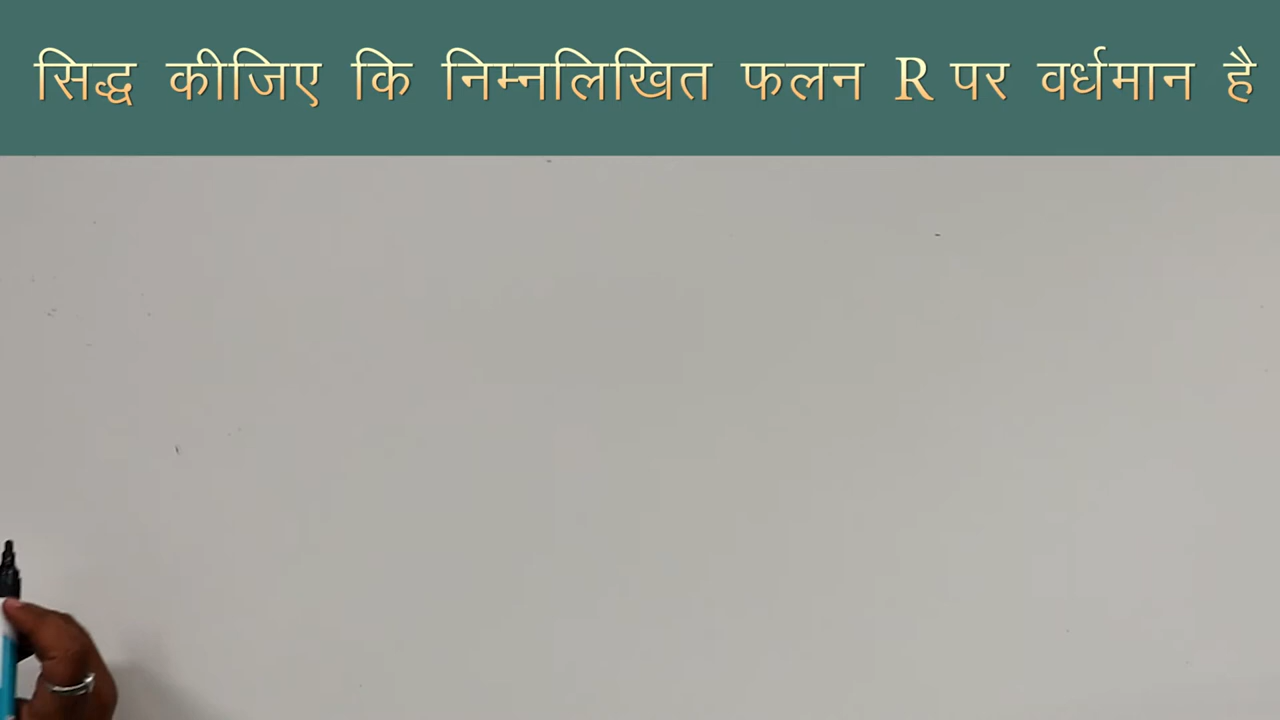 सिद्ध कीजिए कि निम्नलिखित फलन R पर वर्धमान है